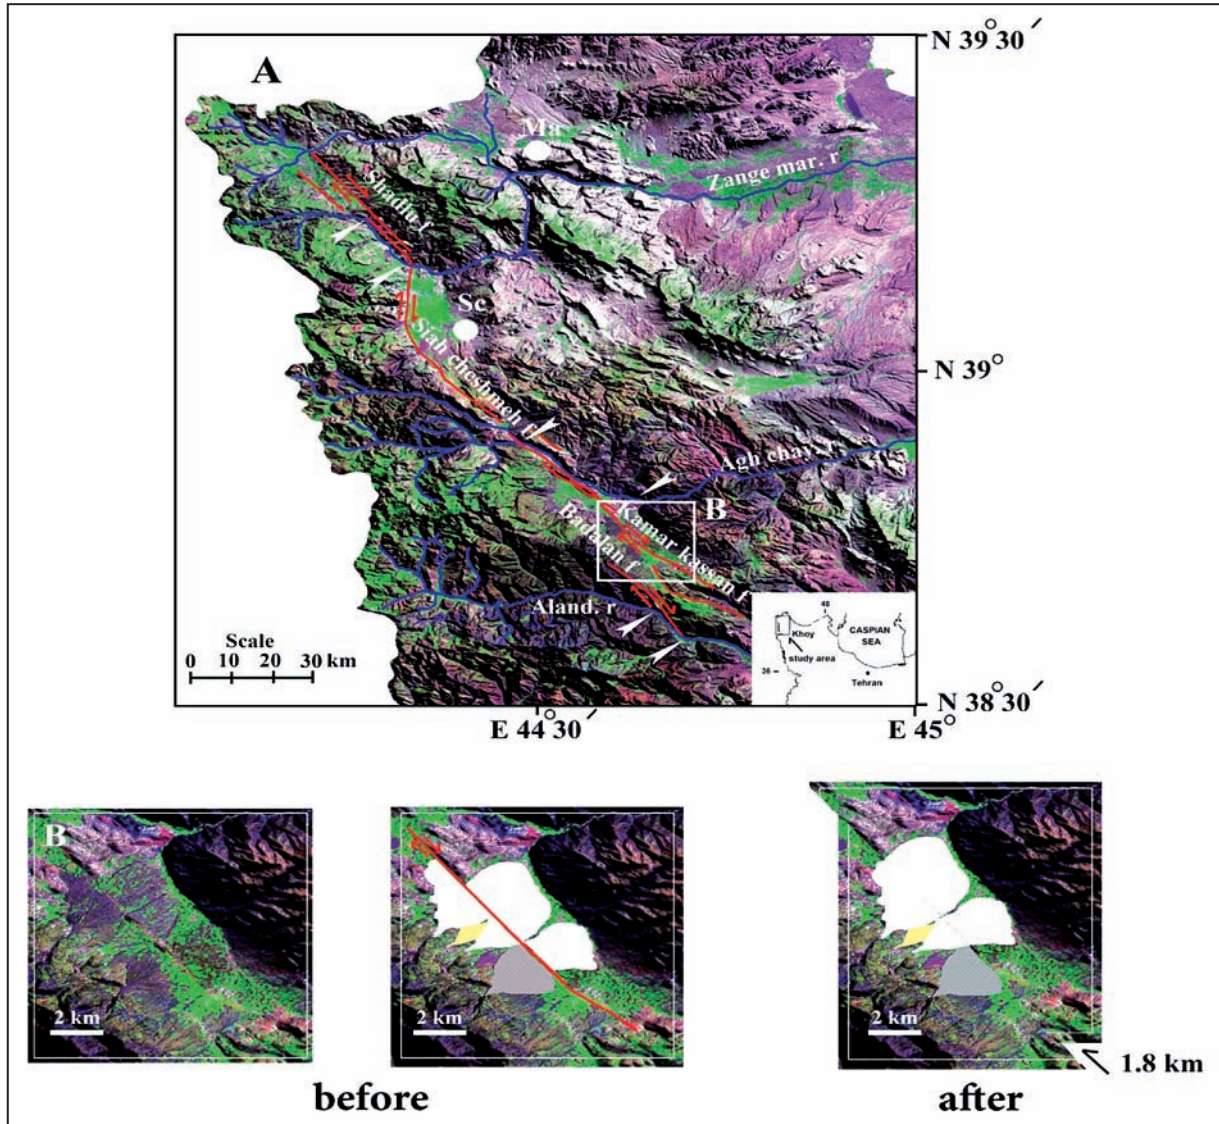 N 39° 30′
A
Ma
Zange mar. r
Shadlu f
Se
Siah cheshmeh f
N 39°
Agh chay. r
B
Kamar kassan f
Badalan f
Aland. r
Scale
0 10 20 30 km
48
Khoy
CASPIAN
SEA
study area
36
Tehran
N 38° 30′
E 44° 30′
E 45°
B
2 km
2 km
2 km
1.8 km
before
after